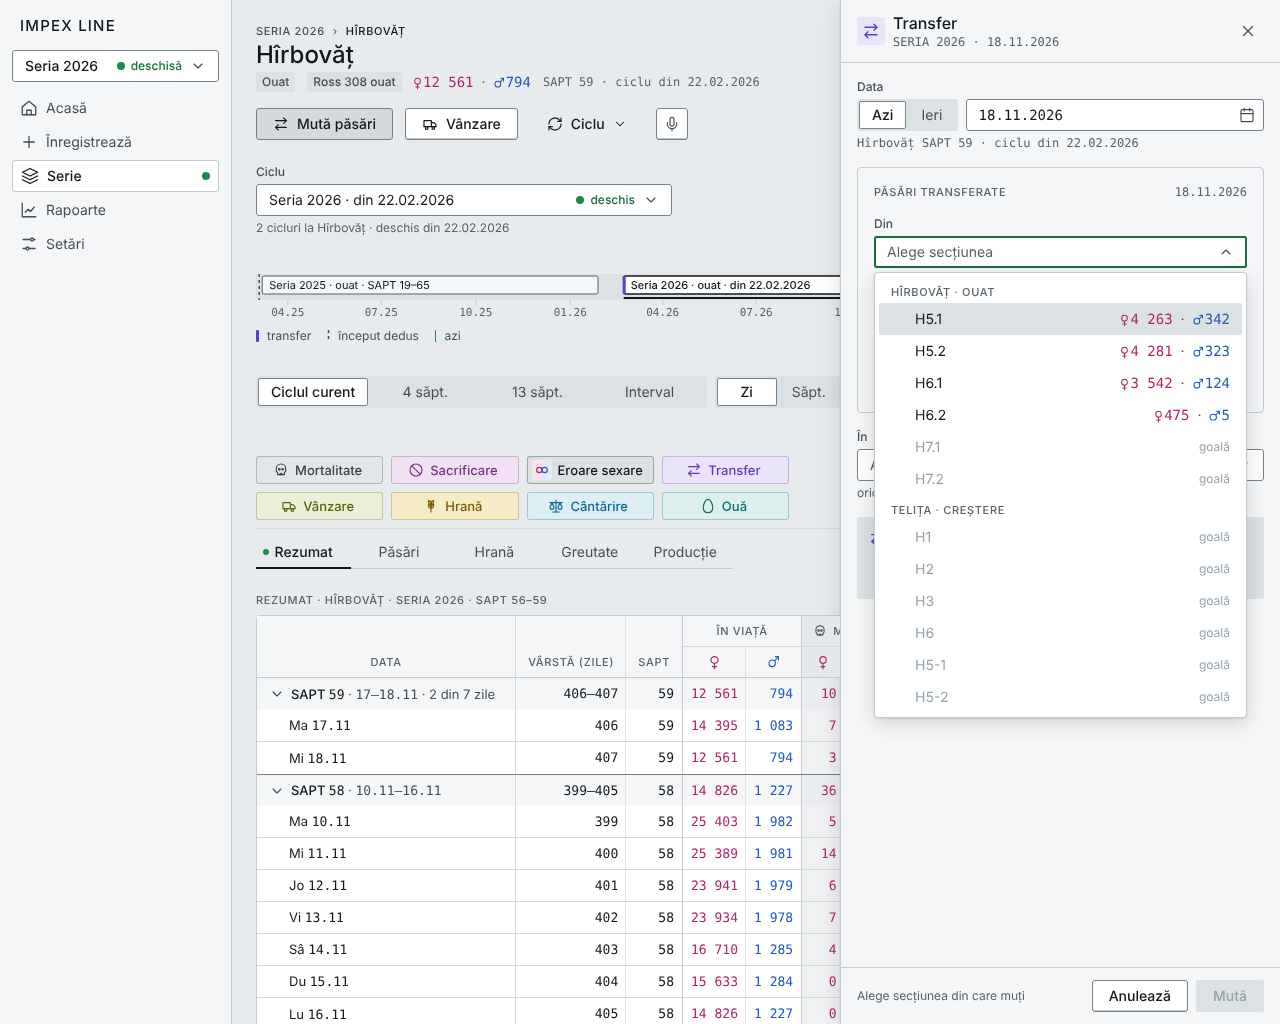 IMPEX LINE
Seria 2026 deschisă
Acasă
Înregistrează
Serie
Rapoarte
Setări
SERIA 2026 › HÎRBOVĂȚ
Hîrbovăț
Ouat Ross 308 ouat ♀12 561 · ♂794 SAPT 59 · ciclu din 22.02.2026
Mută păsări Vânzare Ciclu
Ciclu
Seria 2026 · din 22.02.2026 deschis
2 cicluri la Hîrbovăț · deschis din 22.02.2026
Seria 2025 · ouat · SAPT 19–65 Seria 2026 · ouat · din 22.02.2026
04.25 07.25 10.25 01.26 04.26 07.26
transfer început dedus azi
Ciclul curent 4 săpt. 13 săpt. Interval Zi Săpt.
Mortalitate Sacrificare Eroare sexare Transfer
Vânzare Hrană Cântărire Ouă
Rezumat Păsări Hrană Greutate Producție
REZUMAT · HÎRBOVĂȚ · SERIA 2026 · SAPT 56–59
ÎN VIAȚĂ
DATA VÂRSTĂ (ZILE) SAPT ♀ ♂ ♀
SAPT 59 · 17–18.11 · 2 din 7 zile 406–407 59 12 561 794 10
Ma 17.11 406 59 14 395 1 083 7
Mi 18.11 407 59 12 561 794 3
SAPT 58 · 10.11–16.11 399–405 58 14 826 1 227 36
Ma 10.11 399 58 25 403 1 982 5
Mi 11.11 400 58 25 389 1 981 14
Jo 12.11 401 58 23 941 1 979 6
Vi 13.11 402 58 23 934 1 978 7
Sâ 14.11 403 58 16 710 1 285 4
Du 15.11 404 58 15 633 1 284 0
Lu 16.11 405 58 14 826 1 227 0
Transfer
SERIA 2026 · 18.11.2026
Data
Azi Ieri 18.11.2026
Hîrbovăț SAPT 59 · ciclu din 22.02.2026
PĂSĂRI TRANSFERATE 18.11.2026
Din
Alege secțiunea
HÎRBOVĂȚ · OUAT
H5.1 ♀4 263 · ♂342
H5.2 ♀4 281 · ♂323
H6.1 ♀3 542 · ♂124
H6.2 ♀475 · ♂5
H7.1 goală
H7.2 goală
TELIȚA · CREȘTERE
H1 goală
H2 goală
H3 goală
H6 goală
H5-1 goală
H5-2 goală
În
Alege secțiunea din care muți Anulează Mută